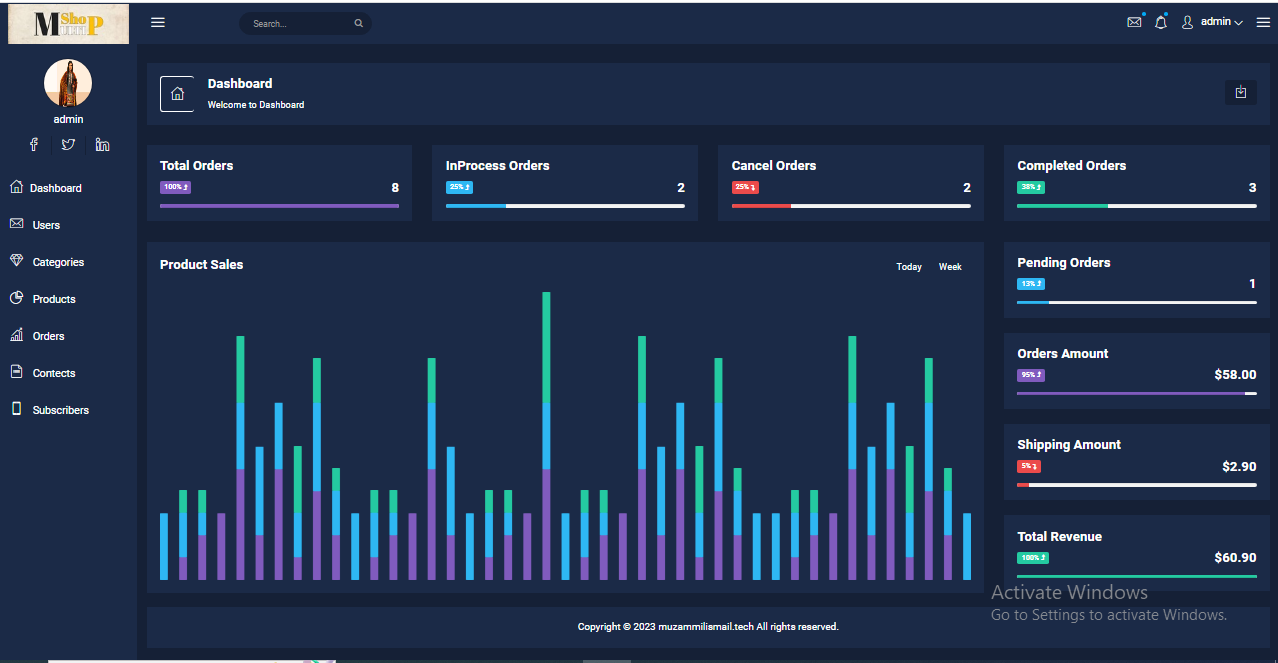 M Sho P
Search...
admin
admin
Dashboard
Welcome to Dashboard
Dashboard
Users
Categories
Products
Orders
Contects
Subscribers
Total Orders
100% 8
InProcess Orders
25% 2
Cancel Orders
25% 2
Completed Orders
38% 3
Product Sales
Today Week
Pending Orders
13% 1
Orders Amount
95% $58.00
Shipping Amount
5% $2.90
Total Revenue
100% $60.90
Activate Windows
Go to Settings to activate Windows.
Copyright © 2023 muzammilismail.tech All rights reserved.